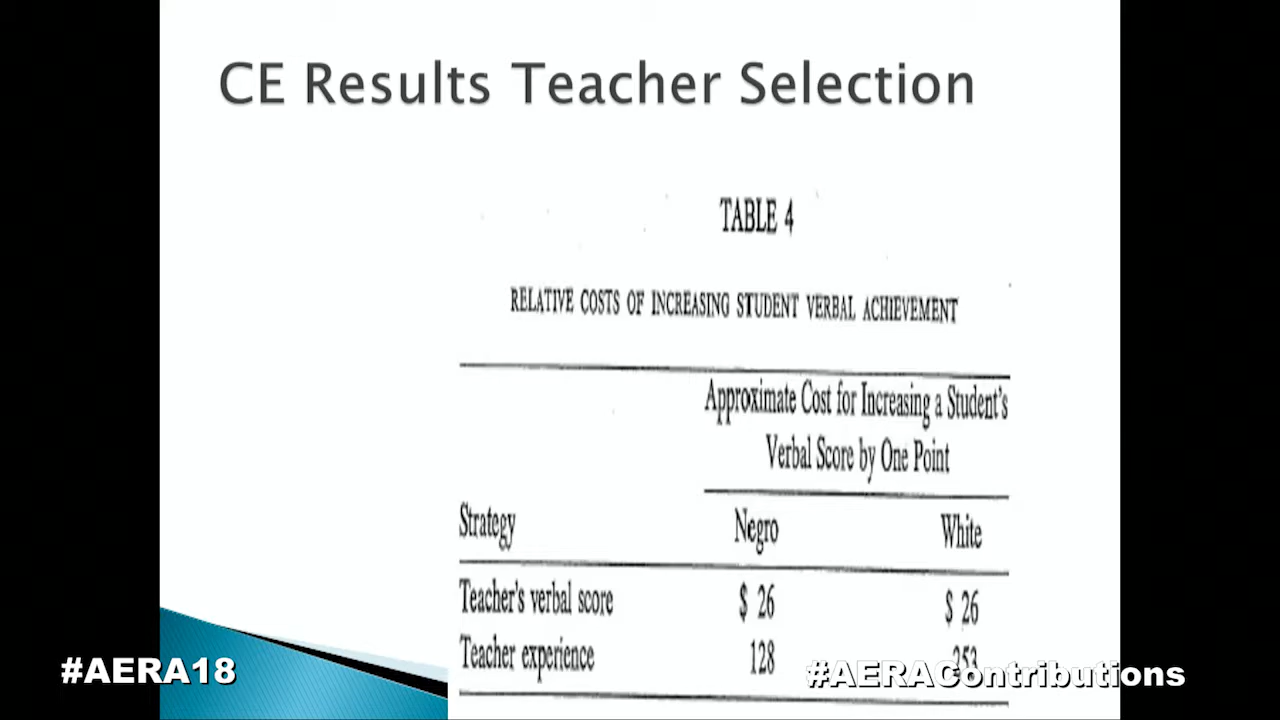 CE Results Teacher Selection
TABLE 4
RELATIVE COSTS OF INCREASING STUDENT VERBAL ACHIEVEMENT
Approximate Cost for Increasing a Student's
Verbal Score by One Point
Strategy Negro White
Teacher's verbal score $ 26 $ 26
Teacher experience 128 253
#AERA18 #AERAContributions